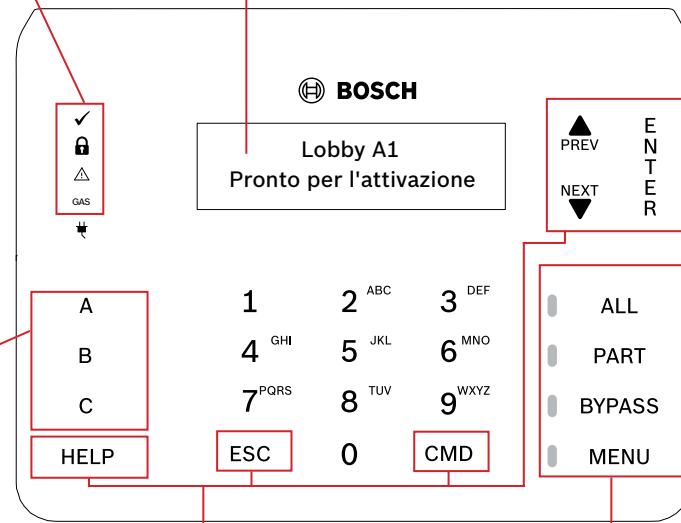 BOSCH
Lobby A1
Pronto per l'attivazione
GAS
PREV
NEXT
ENTER
A
B
C
HELP
1
2 ABC
3 DEF
4 GHI
5 JKL
6 MNO
7 PQRS
8 TUV
9 WXYZ
ESC
0
CMD
ALL
PART
BYPASS
MENU